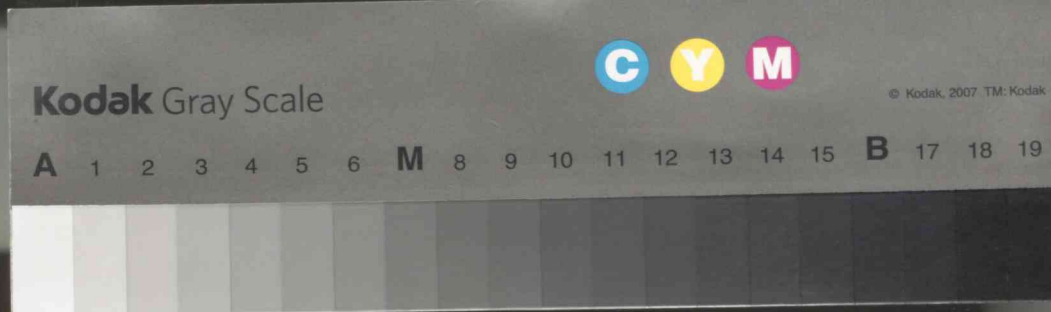 C Y M
Kodak Gray Scale
© Kodak, 2007 TM: Kodak
A 1 2 3 4 5 6 M 8 9 10 11 12 13 14 15 B 17 18 19